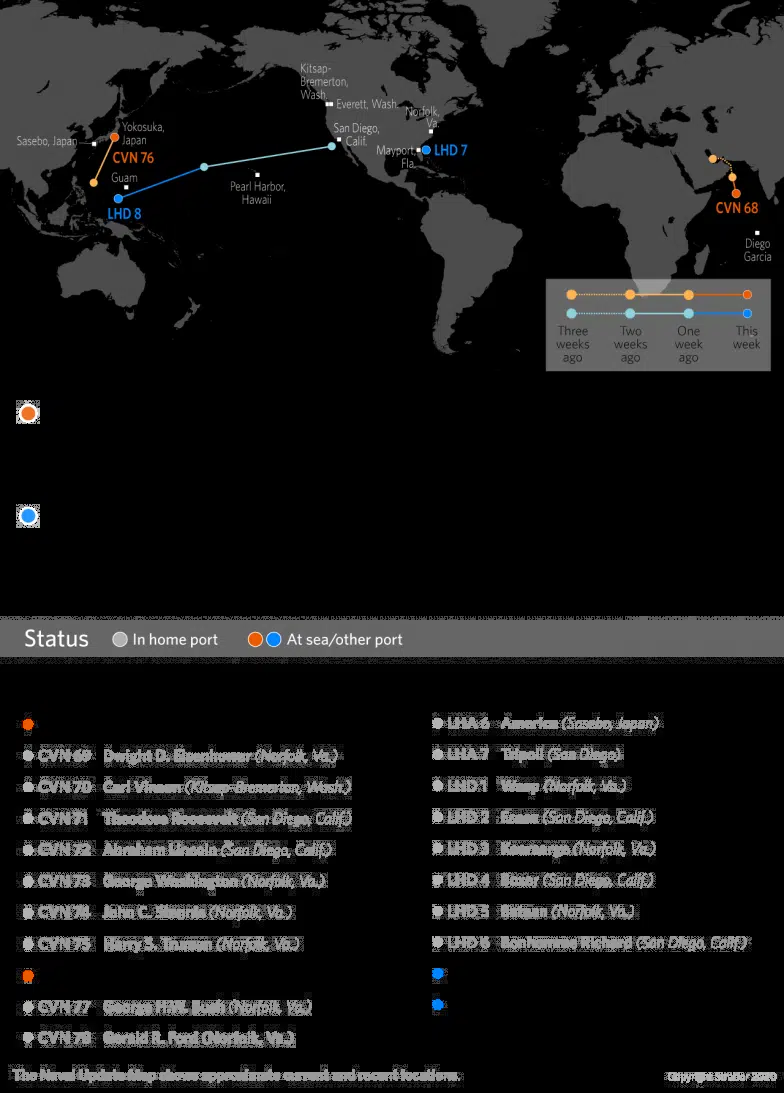 Kitsap-
Bremerton,
Wash.
Everett, Wash.
Norfolk,
Va.
San Diego,
Calif.
Mayport,
Fla.
LHD 7
Sasebo, Japan
Yokosuka,
Japan
CVN 76
Guam
LHD 8
Pearl Harbor,
Hawaii
CVN 68
Diego
Garcia
Three
weeks
ago
Two
weeks
ago
One
week
ago
This
week
Status
In home port
At sea/other port
CVN 69 Dwight D. Eisenhower (Norfolk, Va.)
CVN 70 Carl Vinson (Kitsap-Bremerton, Wash.)
CVN 71 Theodore Roosevelt (San Diego, Calif.)
CVN 72 Abraham Lincoln (San Diego, Calif.)
CVN 73 George Washington (Norfolk, Va.)
CVN 74 John C. Stennis (Norfolk, Va.)
CVN 75 Harry S. Truman (Norfolk, Va.)
CVN 77 George H.W. Bush (Norfolk, Va.)
CVN 78 Gerald R. Ford (Norfolk, Va.)
LHA 6 America (Sasebo, Japan)
LHA 7 Tripoli (San Diego)
LHD 1 Wasp (Norfolk, Va.)
LHD 2 Essex (San Diego, Calif.)
LHD 3 Kearsarge (Norfolk, Va.)
LHD 4 Boxer (San Diego, Calif.)
LHD 5 Bataan (Norfolk, Va.)
LHD 6 Bonhomme Richard (San Diego, Calif.)
The Naval Update Map shows approximate current and recent locations.
Copyright Stratfor 2020